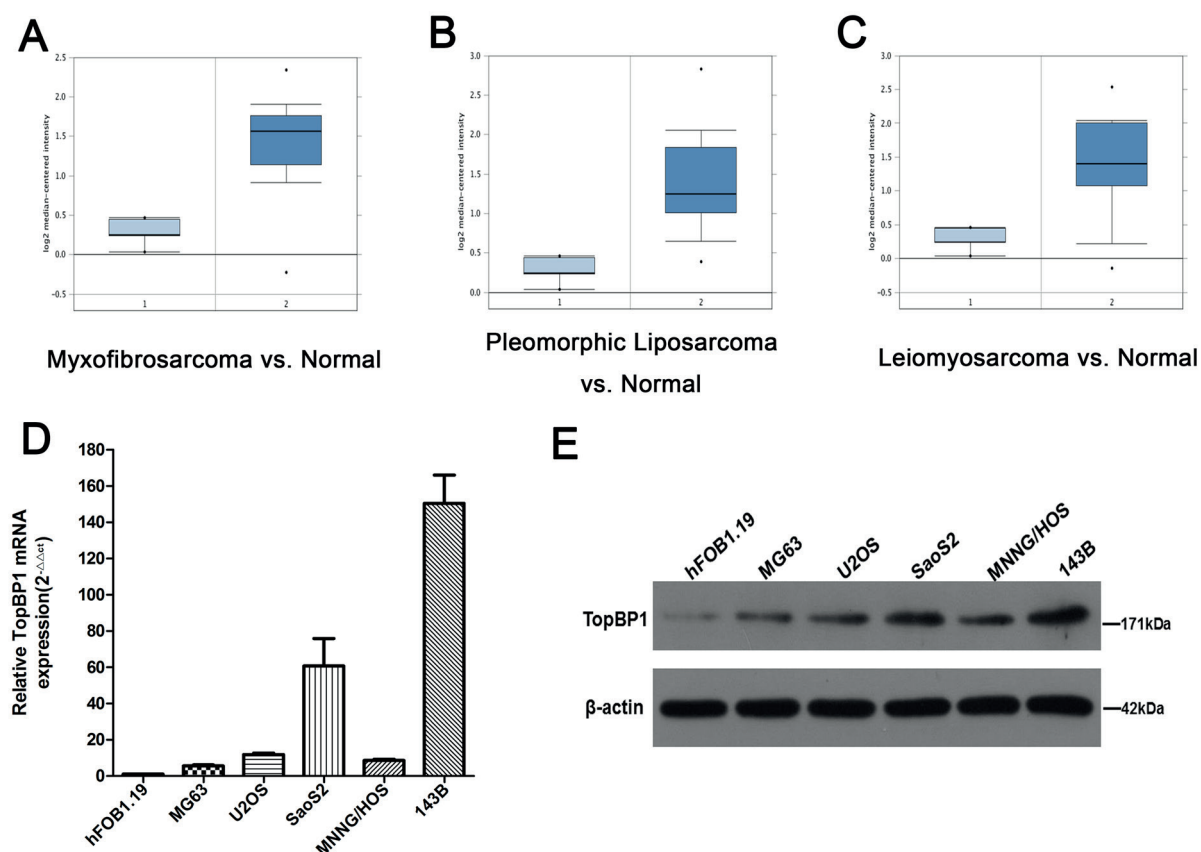 A
log2 median-centered intensity
2.5
2.0
1.5
1.0
0.5
0.0
−0.5
1
2
Myxofibrosarcoma vs. Normal
B
log2 median-centered intensity
3.0
2.5
2.0
1.5
1.0
0.5
0.0
1
2
Pleomorphic Liposarcoma
vs. Normal
C
log2 median-centered intensity
3.0
2.5
2.0
1.5
1.0
0.5
0.0
−0.5
1
2
Leiomyosarcoma vs. Normal
D
Relative TopBP1 mRNA
expression(2-ΔΔct)
180
160
140
120
100
80
60
40
20
0
hFOB1.19
MG63
U2OS
SaoS2
MNNG/HOS
143B
E
hFOB1.19
MG63
U2OS
SaoS2
MNNG/HOS
143B
TopBP1
171kDa
β-actin
42kDa